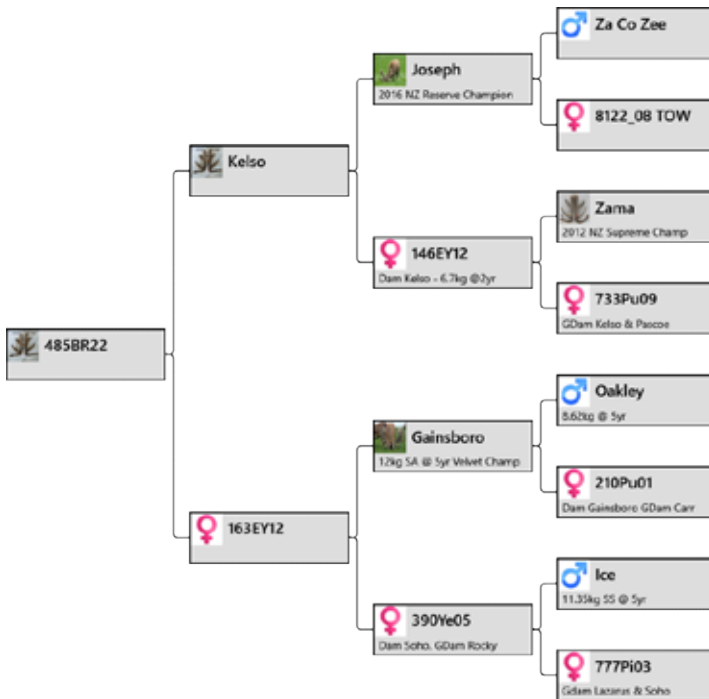 Za Co Zee
Joseph
2016 NZ Reserve Champion
8122_08 TOW
Kelso
Zama
2012 NZ Supreme Champ
146EY12
Dam Kelso - 6.7kg @2yr
733Pu09
GDam Kelso & Pascoe
485BR22
Oakley
8.62kg @ 5yr
Gainsboro
12kg SA @ 5yr Velvet Champ
210Pu01
Dam Gainsboro GDam Carr
163EY12
Ice
11.35kg SS @ 5yr
390Ye05
Dam Soho. GDam Rocky
777Pi03
Gdam Lazarus & Soho